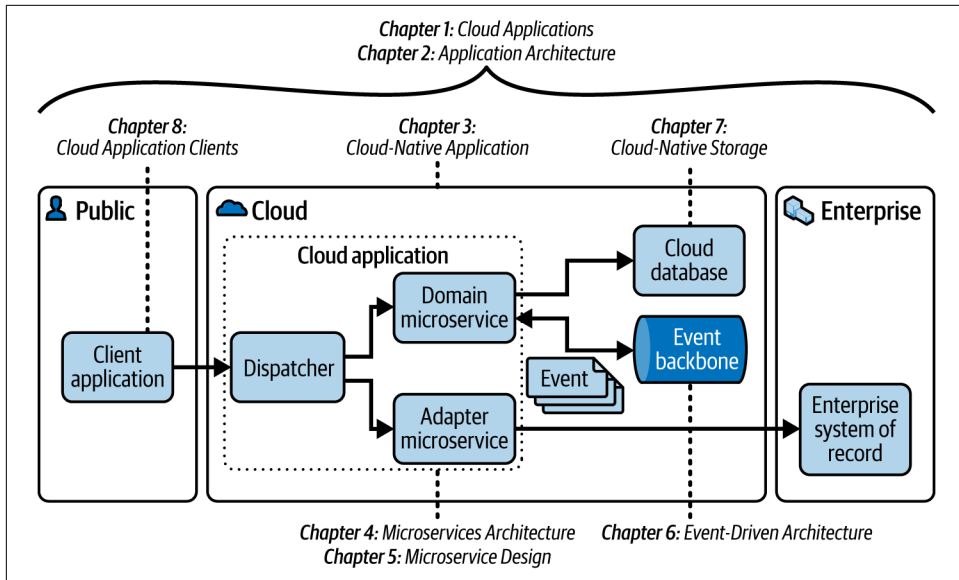 Chapter 1: Cloud Applications
Chapter 2: Application Architecture
Chapter 8:
Cloud Application Clients
Chapter 3:
Cloud-Native Application
Chapter 7:
Cloud-Native Storage
Public
Cloud
Enterprise
Cloud application
Client
application
Dispatcher
Domain
microservice
Adapter
microservice
Cloud
database
Event
backbone
Event
Enterprise
system of
record
Chapter 4: Microservices Architecture
Chapter 5: Microservice Design
Chapter 6: Event-Driven Architecture